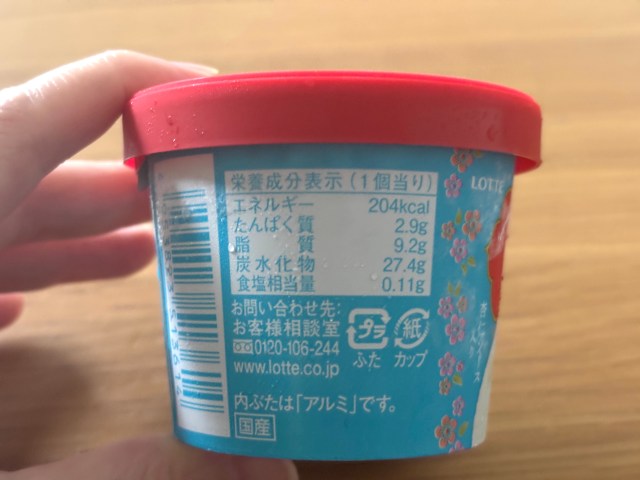 栄養成分表示(1個当り)
エネルギー 204kcal
たんぱく質 2.9g
脂質 9.2g
炭水化物 27.4g
食塩相当量 0.11g
お問い合わせ先:
お客様相談室
0120-106-244
www.lotte.co.jp
プラ 紙
ふた カップ
内ぶたは「アルミ」です。
国産
LOTTE